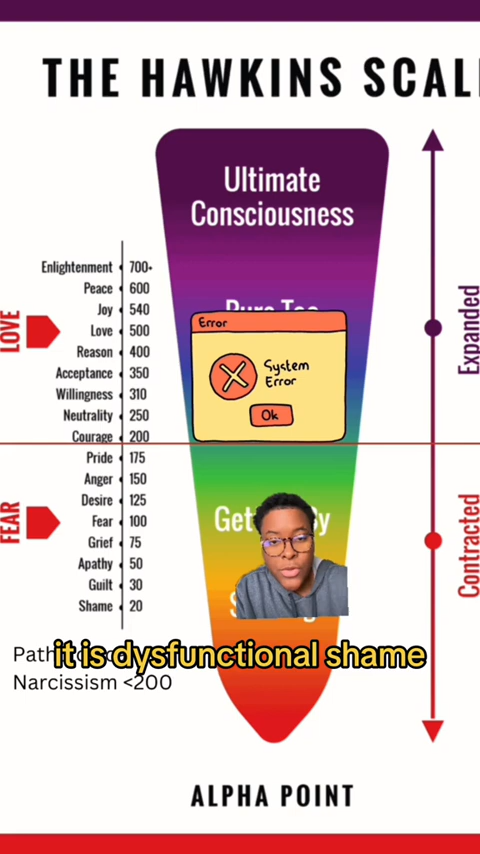 THE HAWKINS SCAL
Ultimate
Consciousness
Enlightenment 700+
Peace 600
Joy 540
Love 500
Reason 400
Acceptance 350
Willingness 310
Neutrality 250
Courage 200
Pride 175
Anger 150
Desire 125
Fear 100
Grief 75
Apathy 50
Guilt 30
Shame 20
LOVE
FEAR
Expanded
Contracted
Error
System
Error
Ok
it is dysfunctional shame
Narcissism <200
ALPHA POINT